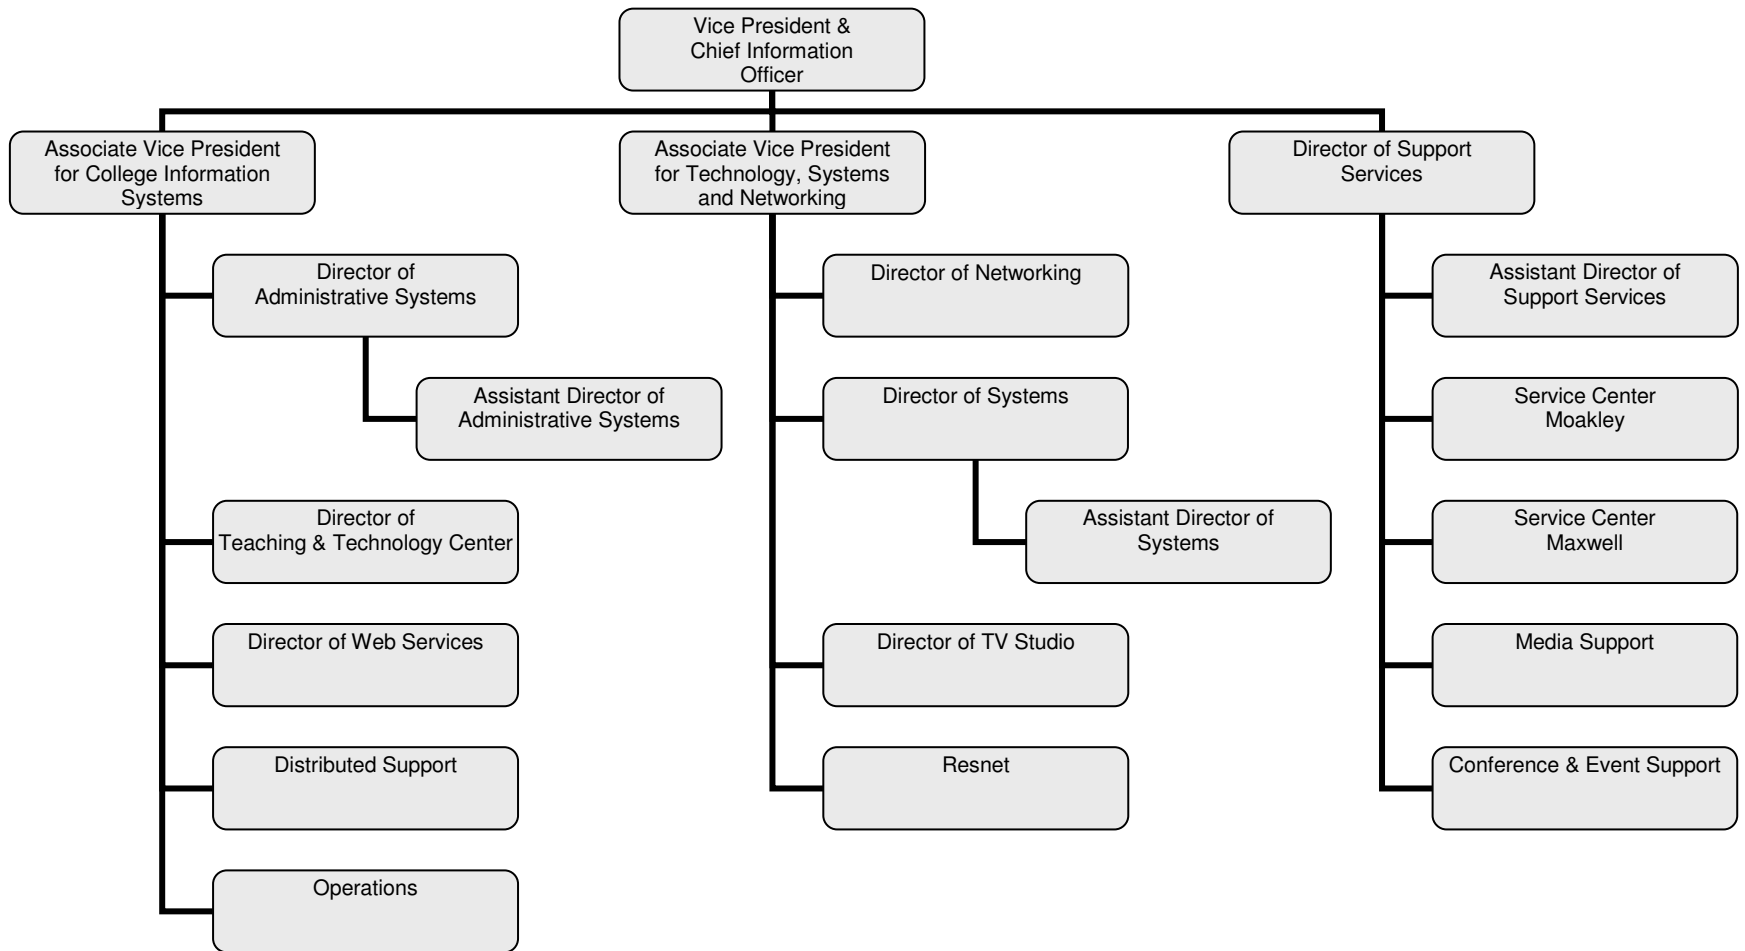 Vice President &
Chief Information
Officer
Associate Vice President
for College Information
Systems
Associate Vice President
for Technology, Systems
and Networking
Director of Support
Services
Director of
Administrative Systems
Assistant Director of
Administrative Systems
Director of
Teaching & Technology Center
Director of Web Services
Distributed Support
Operations
Director of Networking
Director of Systems
Assistant Director of
Systems
Director of TV Studio
Resnet
Assistant Director of
Support Services
Service Center
Moakley
Service Center
Maxwell
Media Support
Conference & Event Support